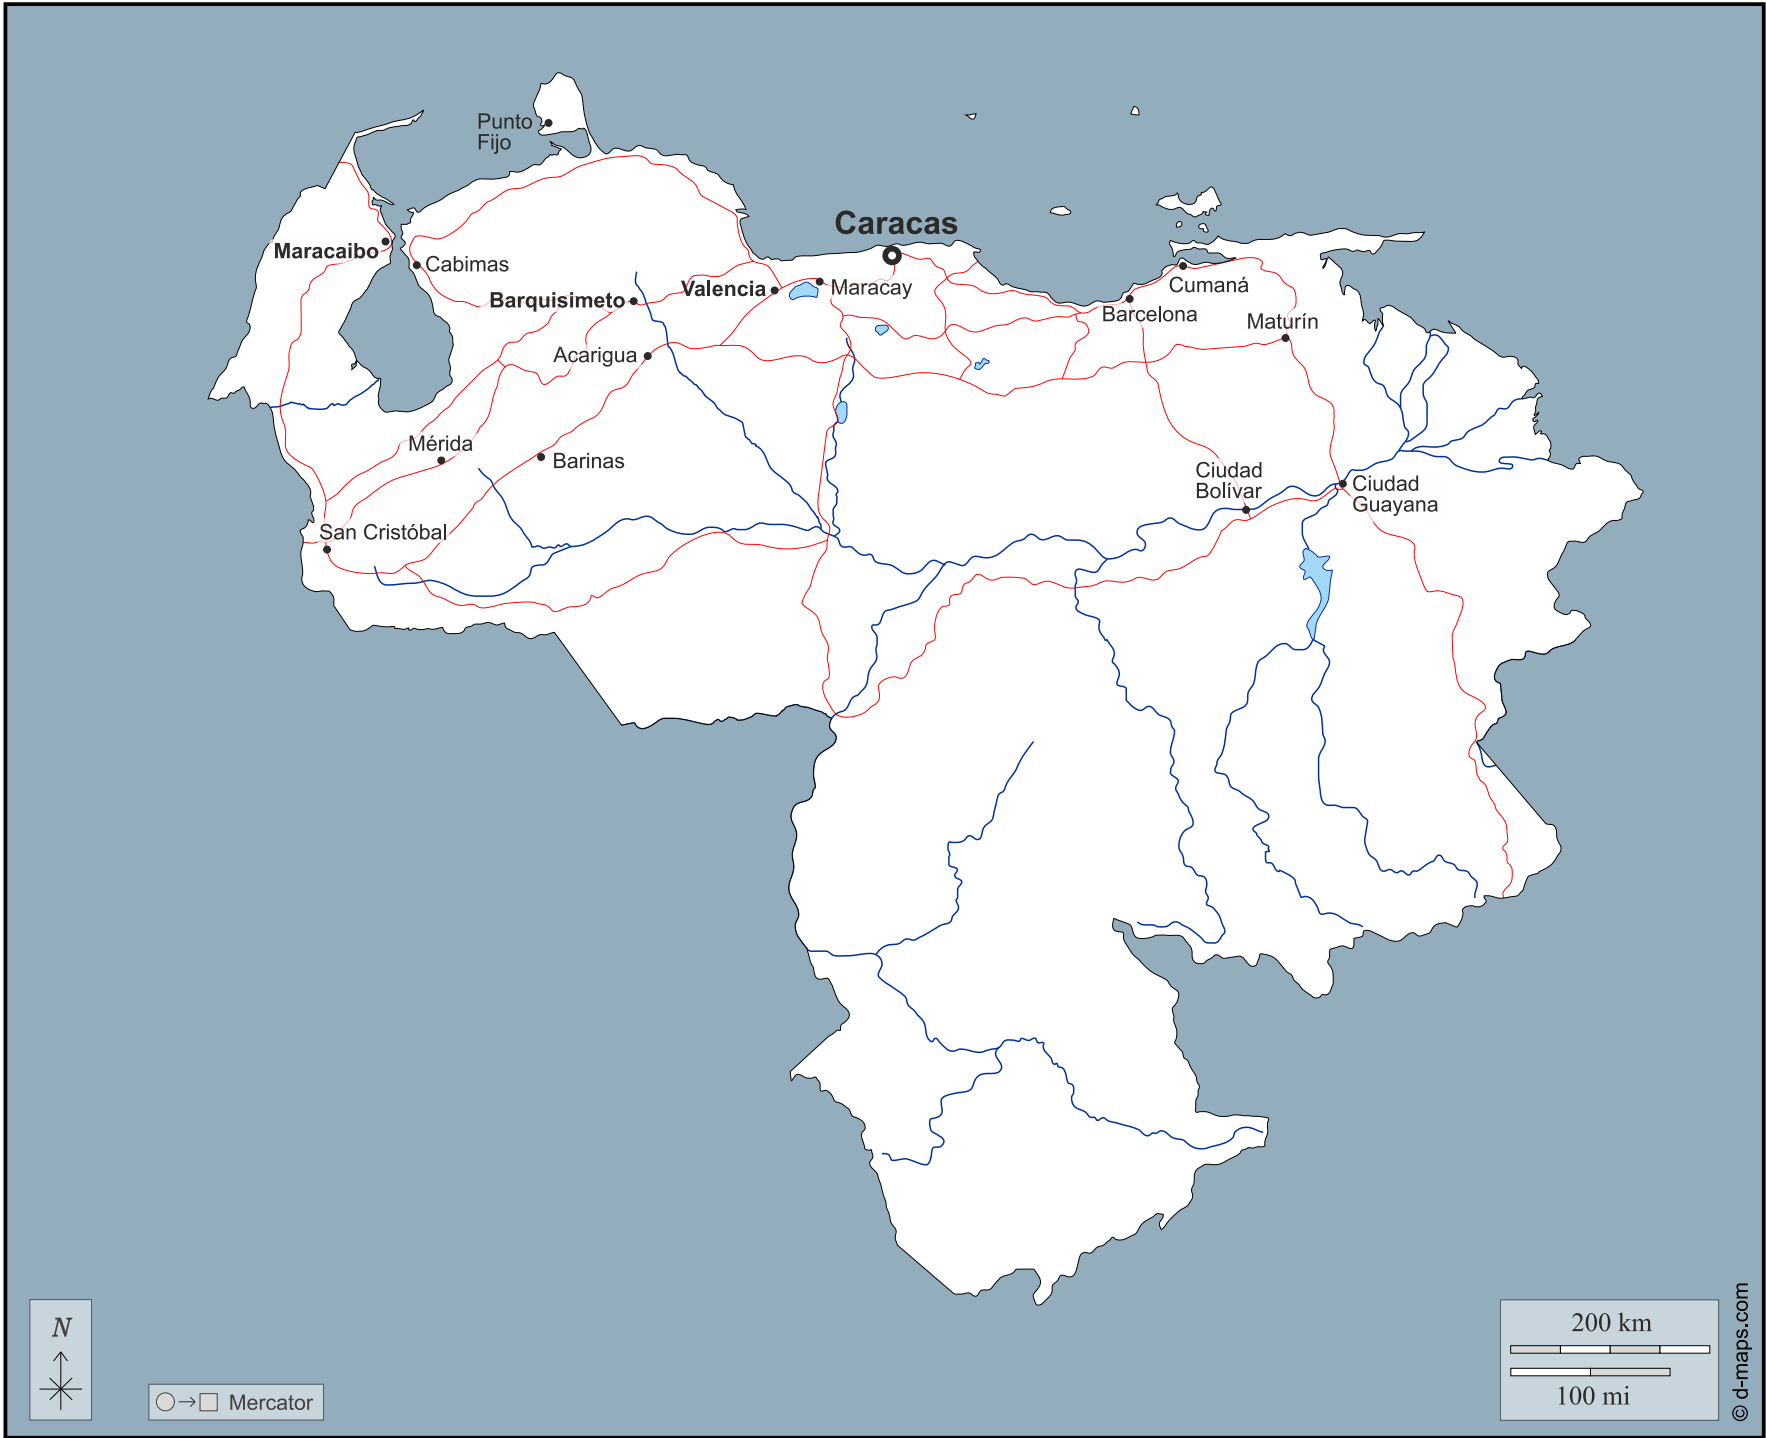 Punto
Fijo
Caracas
Maracaibo
Cabimas
Barquisimeto
Valencia
Maracay
Cumaná
Barcelona
Maturín
Acarigua
Mérida
Barinas
Ciudad
Bolívar
Ciudad
Guayana
San Cristóbal
N
Mercator
200 km
100 mi
© d-maps.com